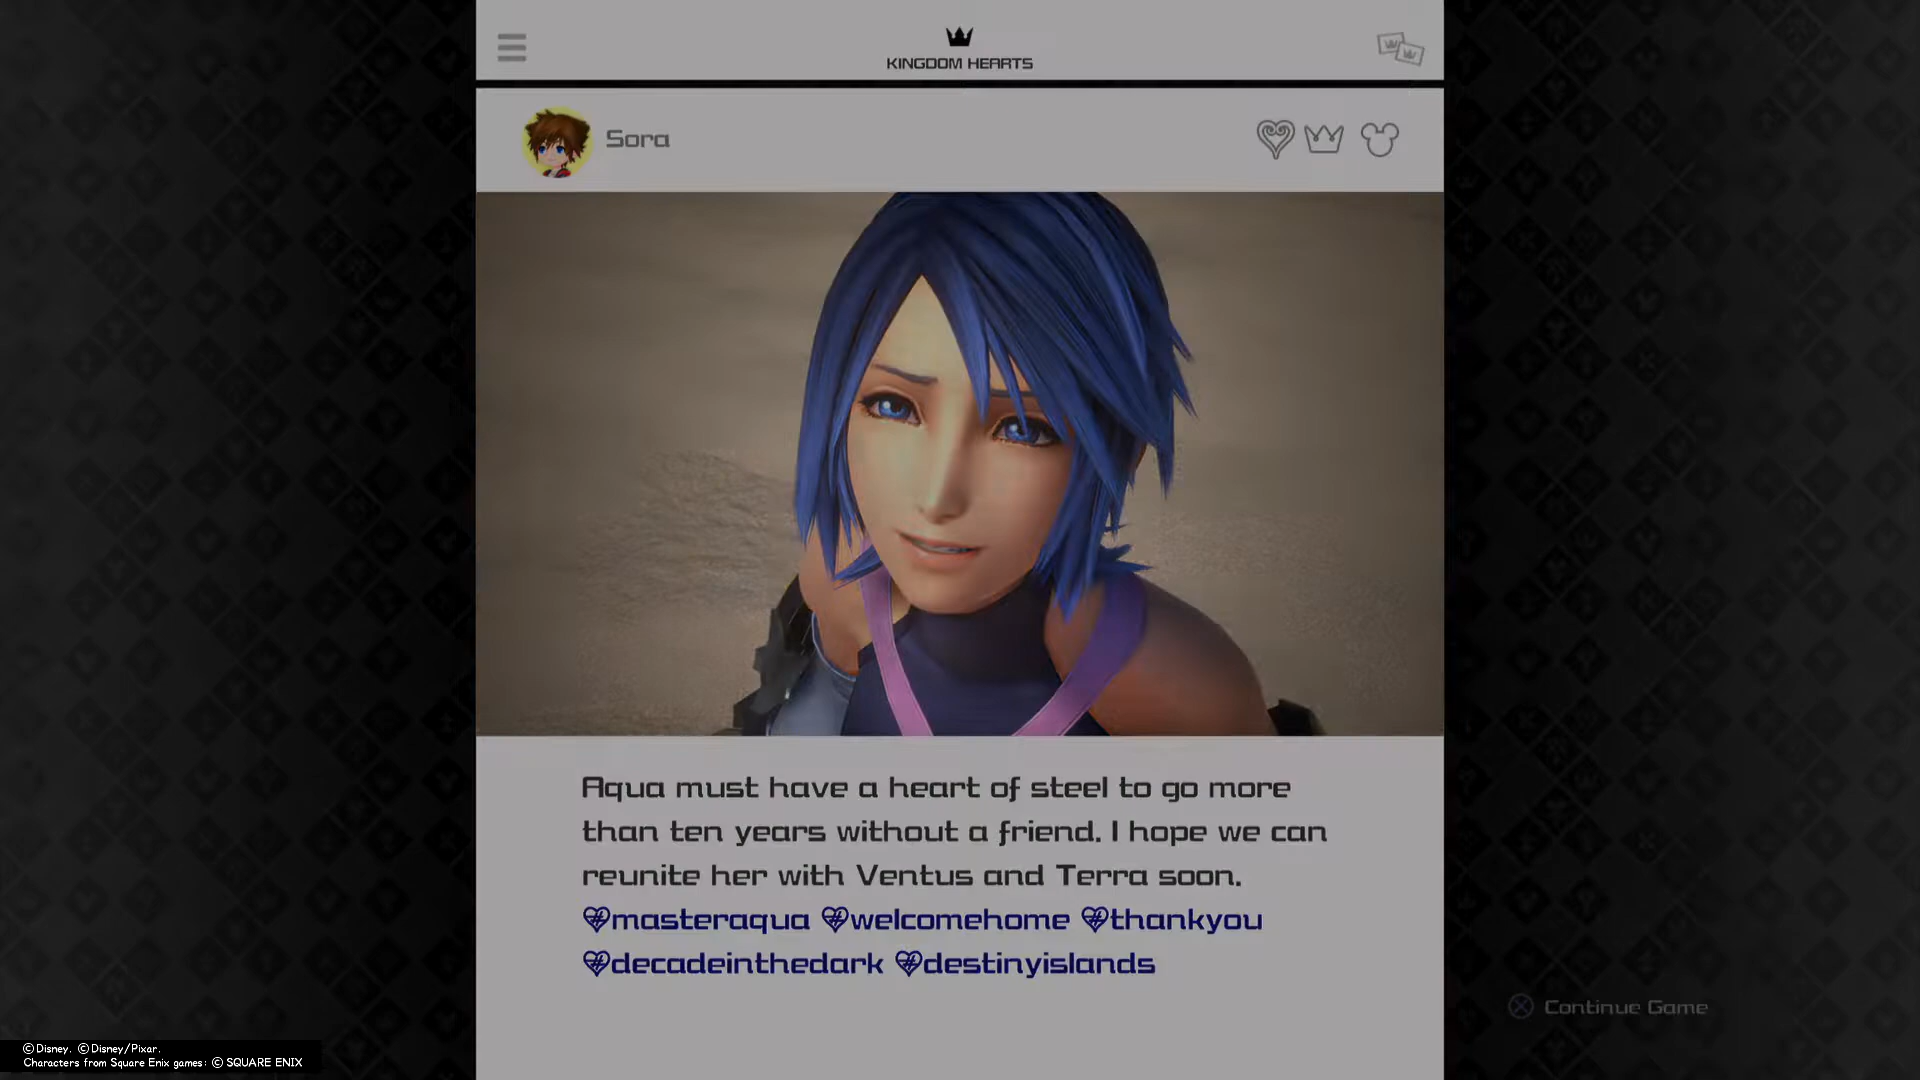 KINGDOM HEARTS
Sora
Aqua must have a heart of steel to go more
than ten years without a friend. I hope we can
reunite her with Ventus and Terra soon.
#masteraqua #welcomehome #thankyou
#decadeinthedark #destinyislands
Continue Game
©Disney. ©Disney/Pixar.
Characters from Square Enix games: © SQUARE ENIX